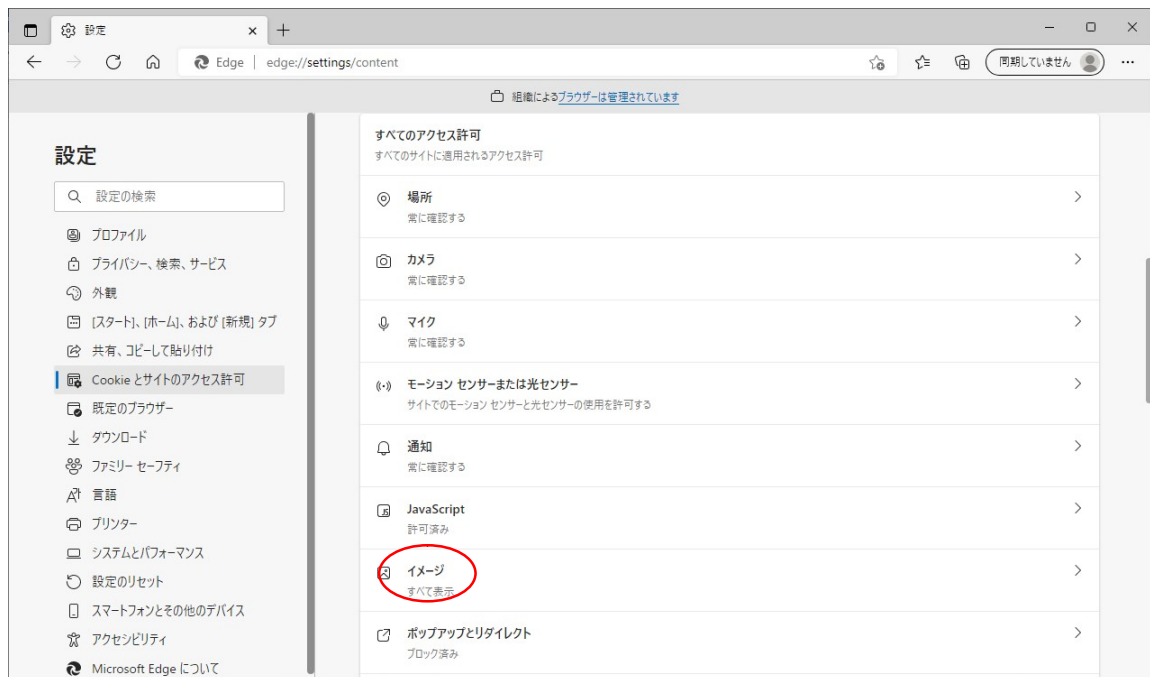 設定
Edge
edge://settings/content
同期していません
組織によるブラウザーは管理されています
設定
設定の検索
プロファイル
プライバシー、検索、サービス
外観
[スタート]、[ホーム]、および [新規] タブ
共有、コピーして貼り付け
Cookie とサイトのアクセス許可
既定のブラウザー
ダウンロード
ファミリー セーフティ
言語
プリンター
システムとパフォーマンス
設定のリセット
スマートフォンとその他のデバイス
アクセシビリティ
Microsoft Edge について
すべてのアクセス許可
すべてのサイトに適用されるアクセス許可
場所
常に確認する
カメラ
常に確認する
マイク
常に確認する
モーション センサーまたは光センサー
サイトでのモーション センサーと光センサーの使用を許可する
通知
常に確認する
JavaScript
許可済み
イメージ
すべて表示
ポップアップとリダイレクト
ブロック済み